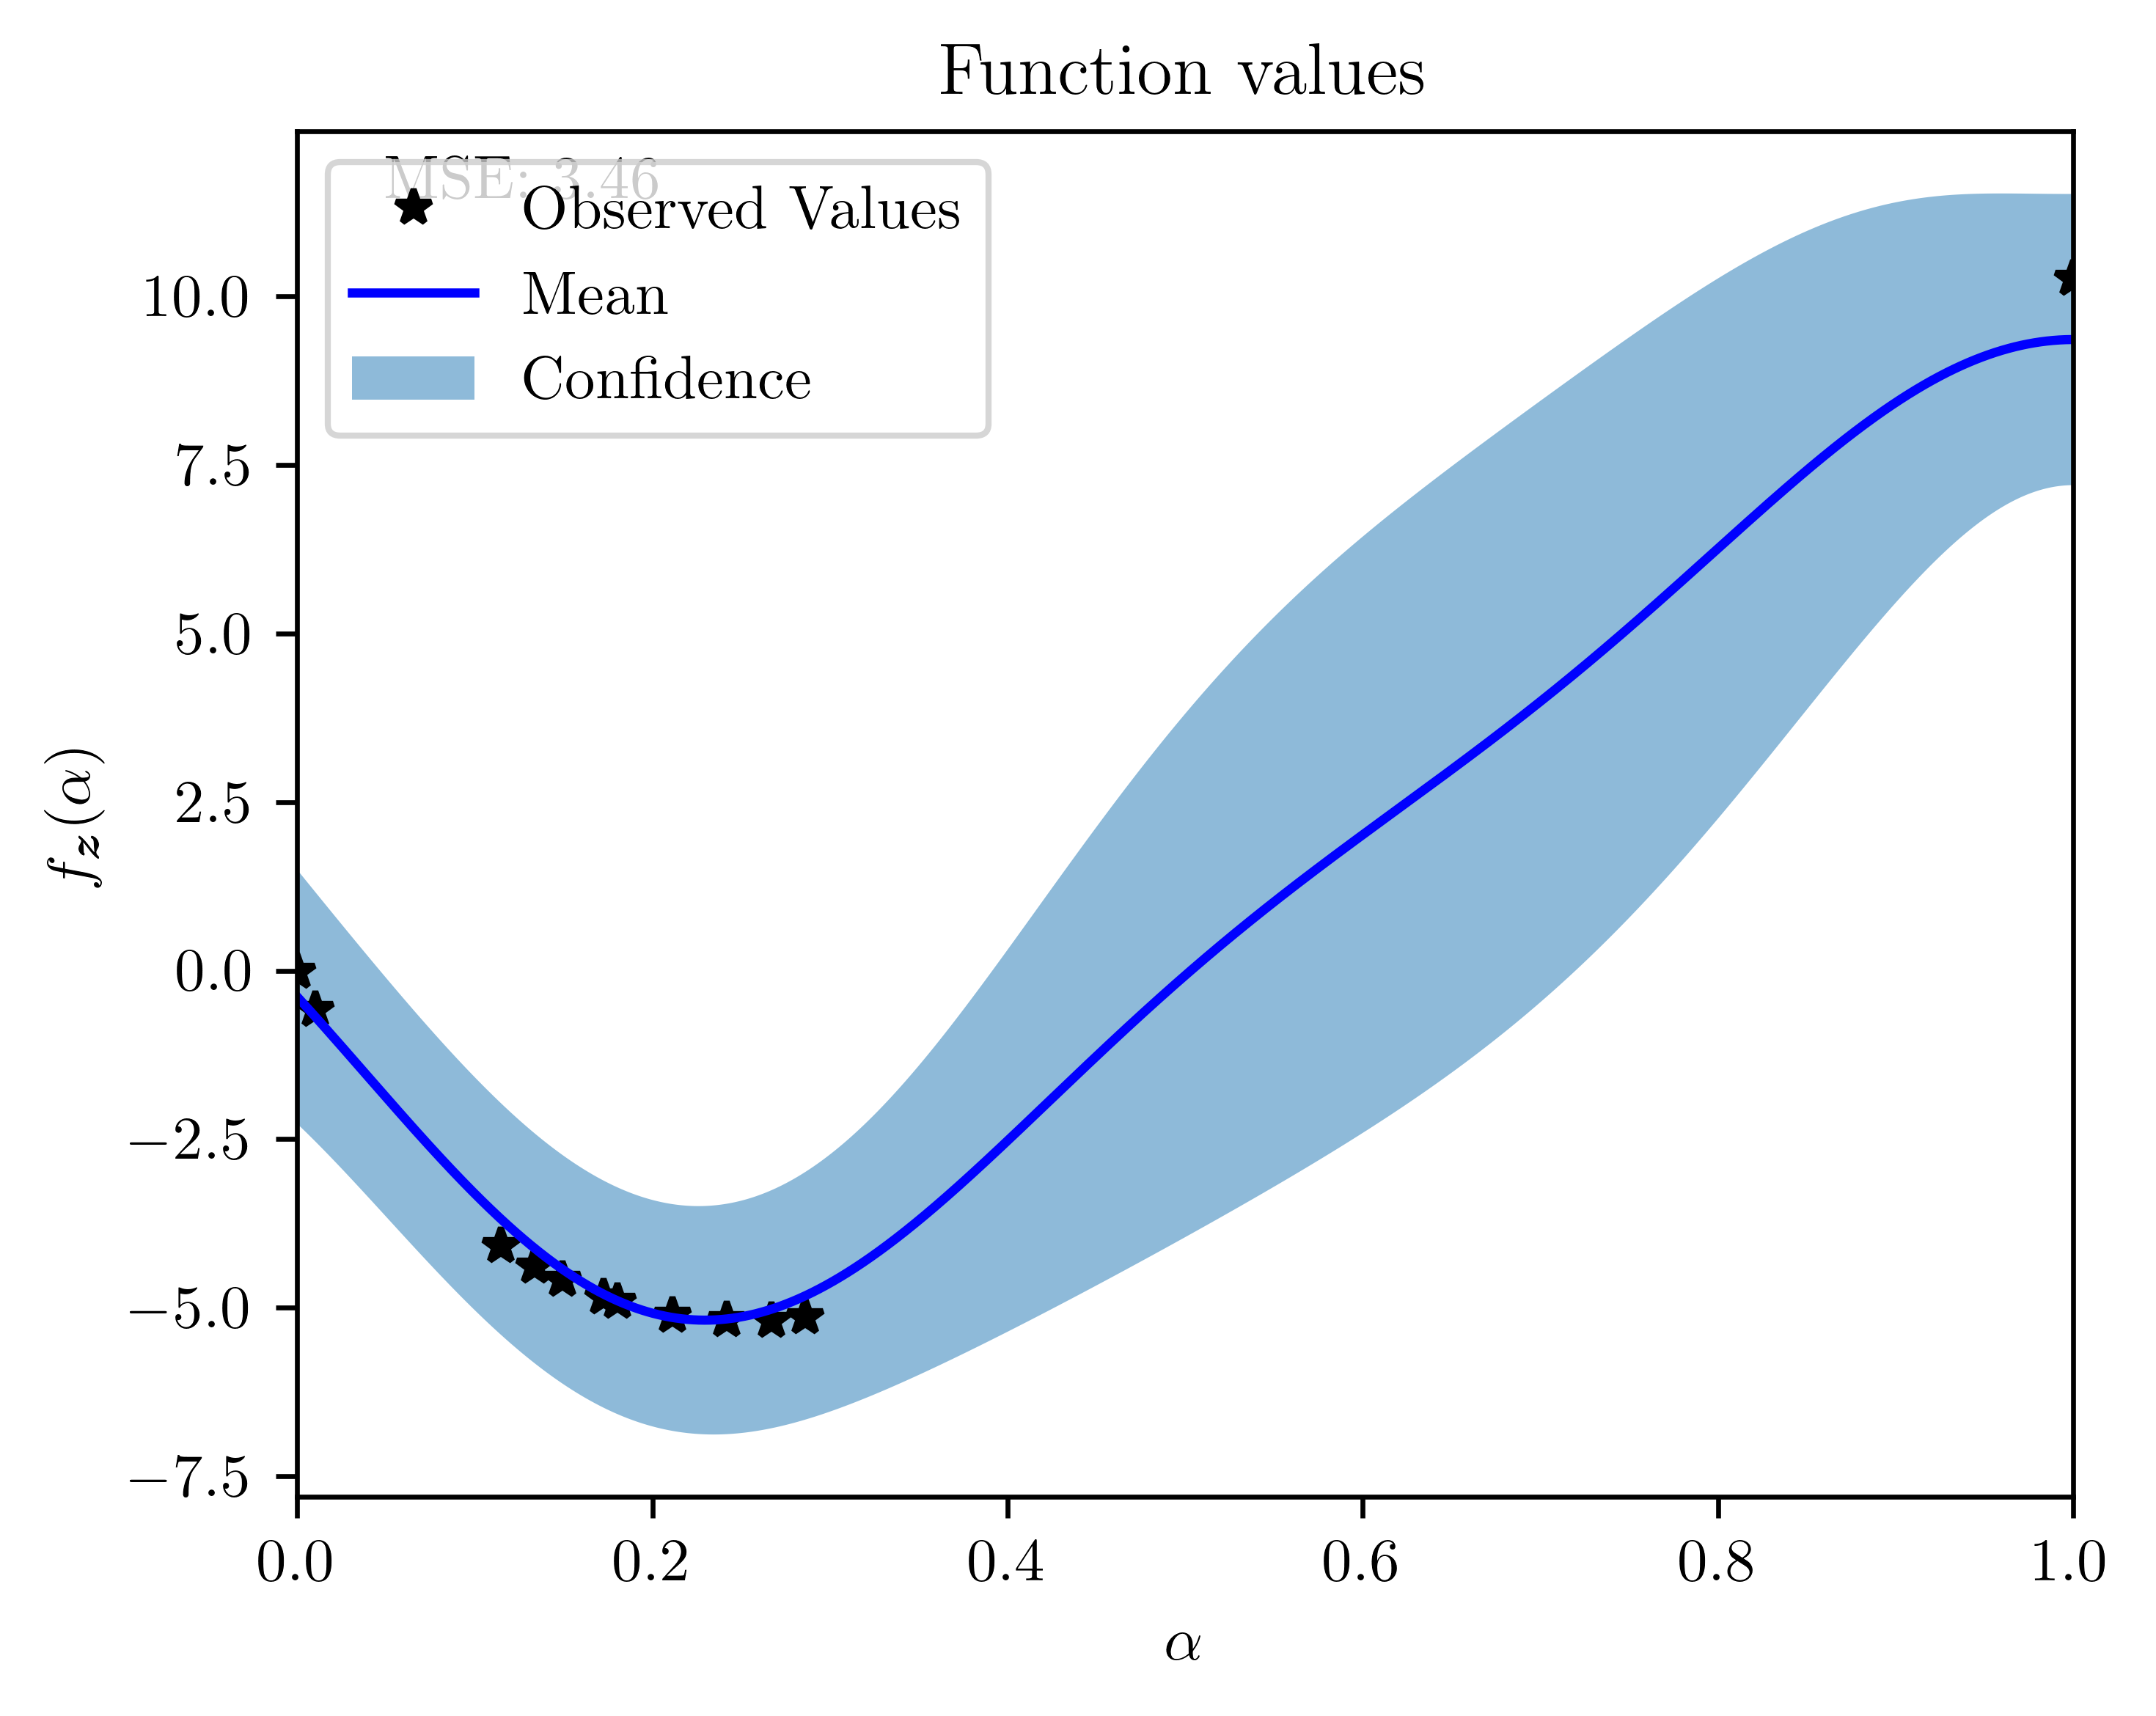 Function values
MSE: 3.46
Observed Values
Mean
Confidence
10.0
7.5
5.0
2.5
0.0
−2.5
−5.0
−7.5
f_z(α)
0.0 0.2 0.4 0.6 0.8 1.0
α